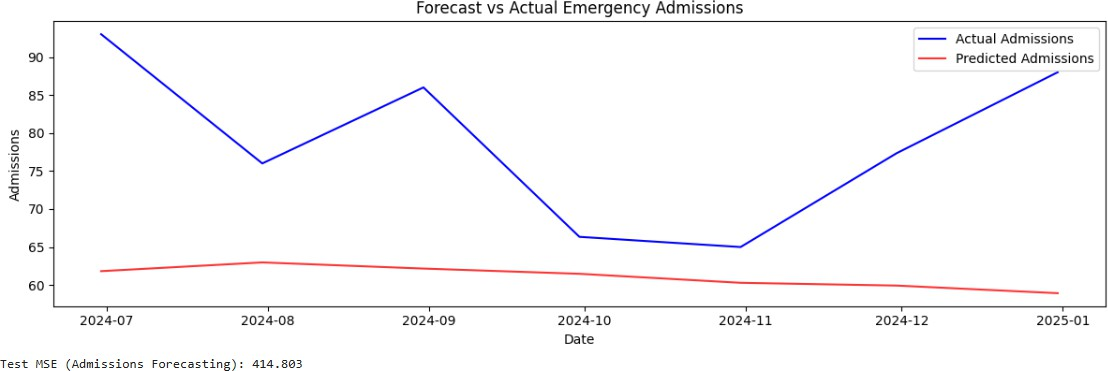 Forecast vs Actual Emergency Admissions
Actual Admissions
Predicted Admissions
90
85
80
75
70
65
60
Admissions
2024-07 2024-08 2024-09 2024-10 2024-11 2024-12 2025-01
Date
Test MSE (Admissions Forecasting): 414.803